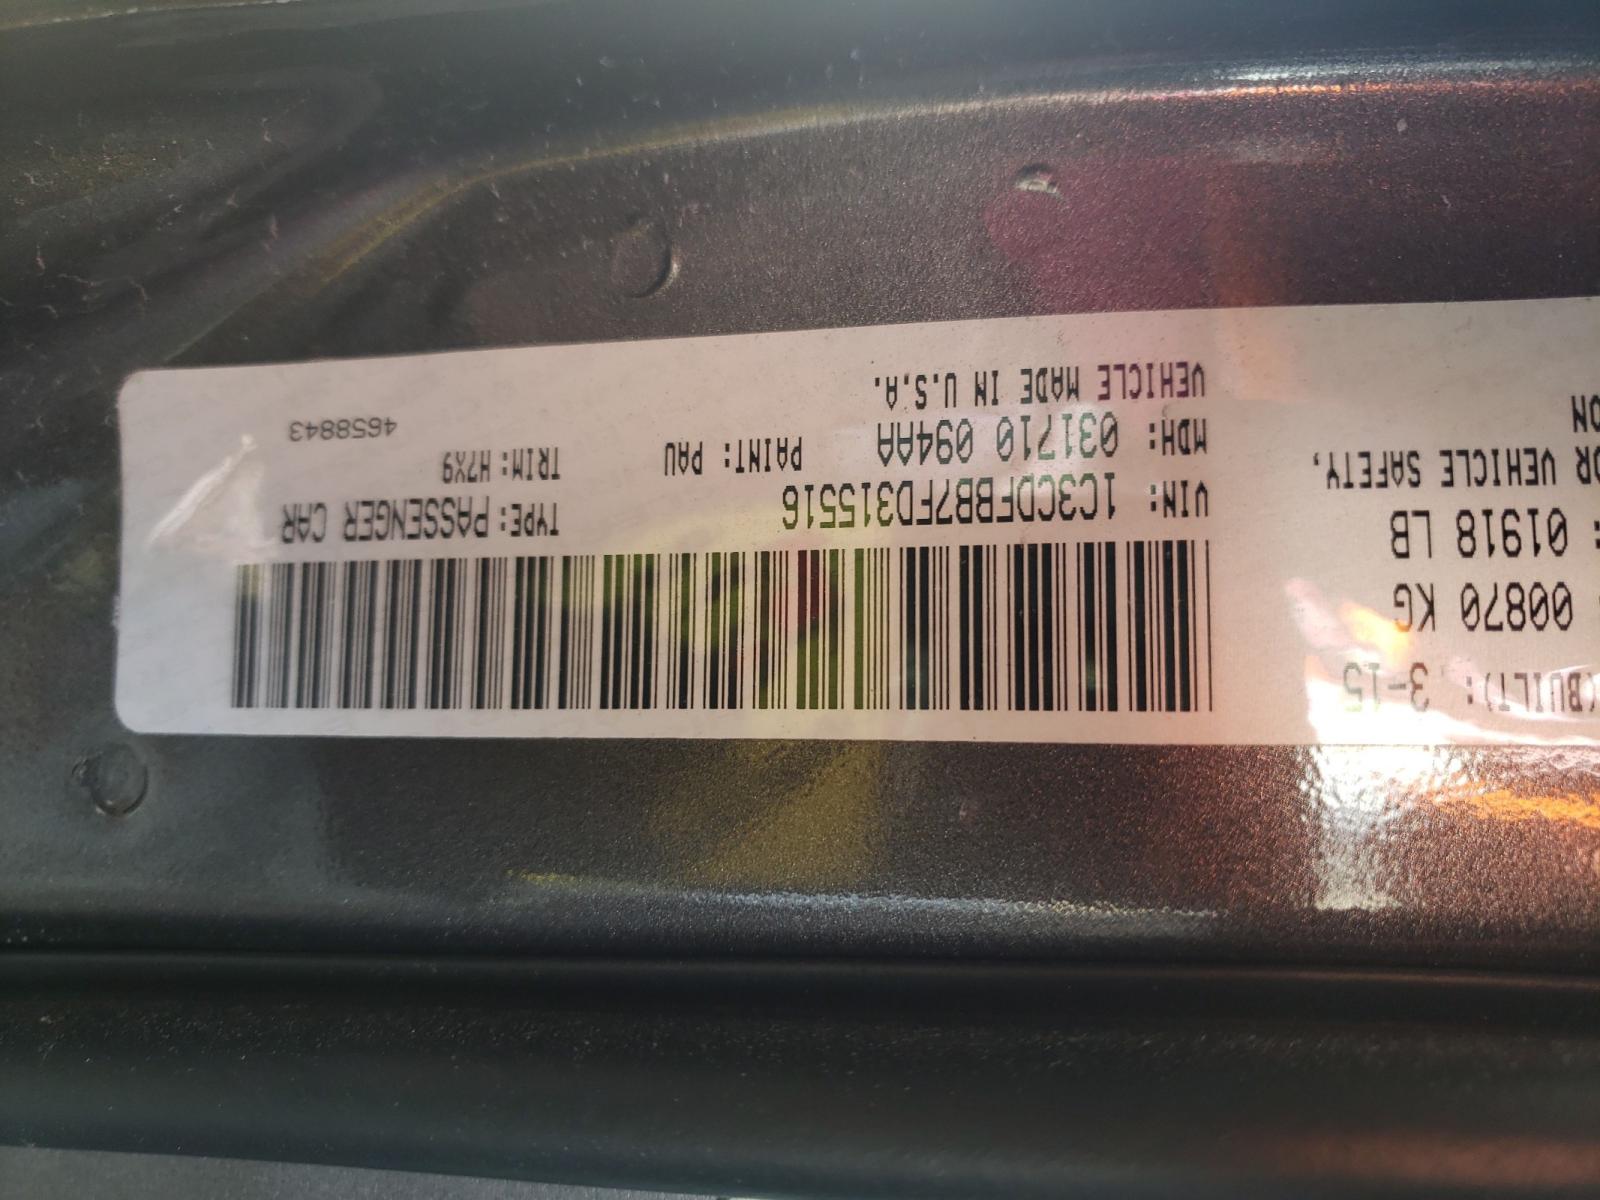 (BUILT): 3-15
00870 KG
: 01918 LB
OR VEHICLE SAFETY.
ON
VIN: 1C3CDFBB7FD315516 TYPE: PASSENGER CAR
MDH: 031710 094AA PAINT: PAU TRIM: H7X9
VEHICLE MADE IN U.S.A. 4658843